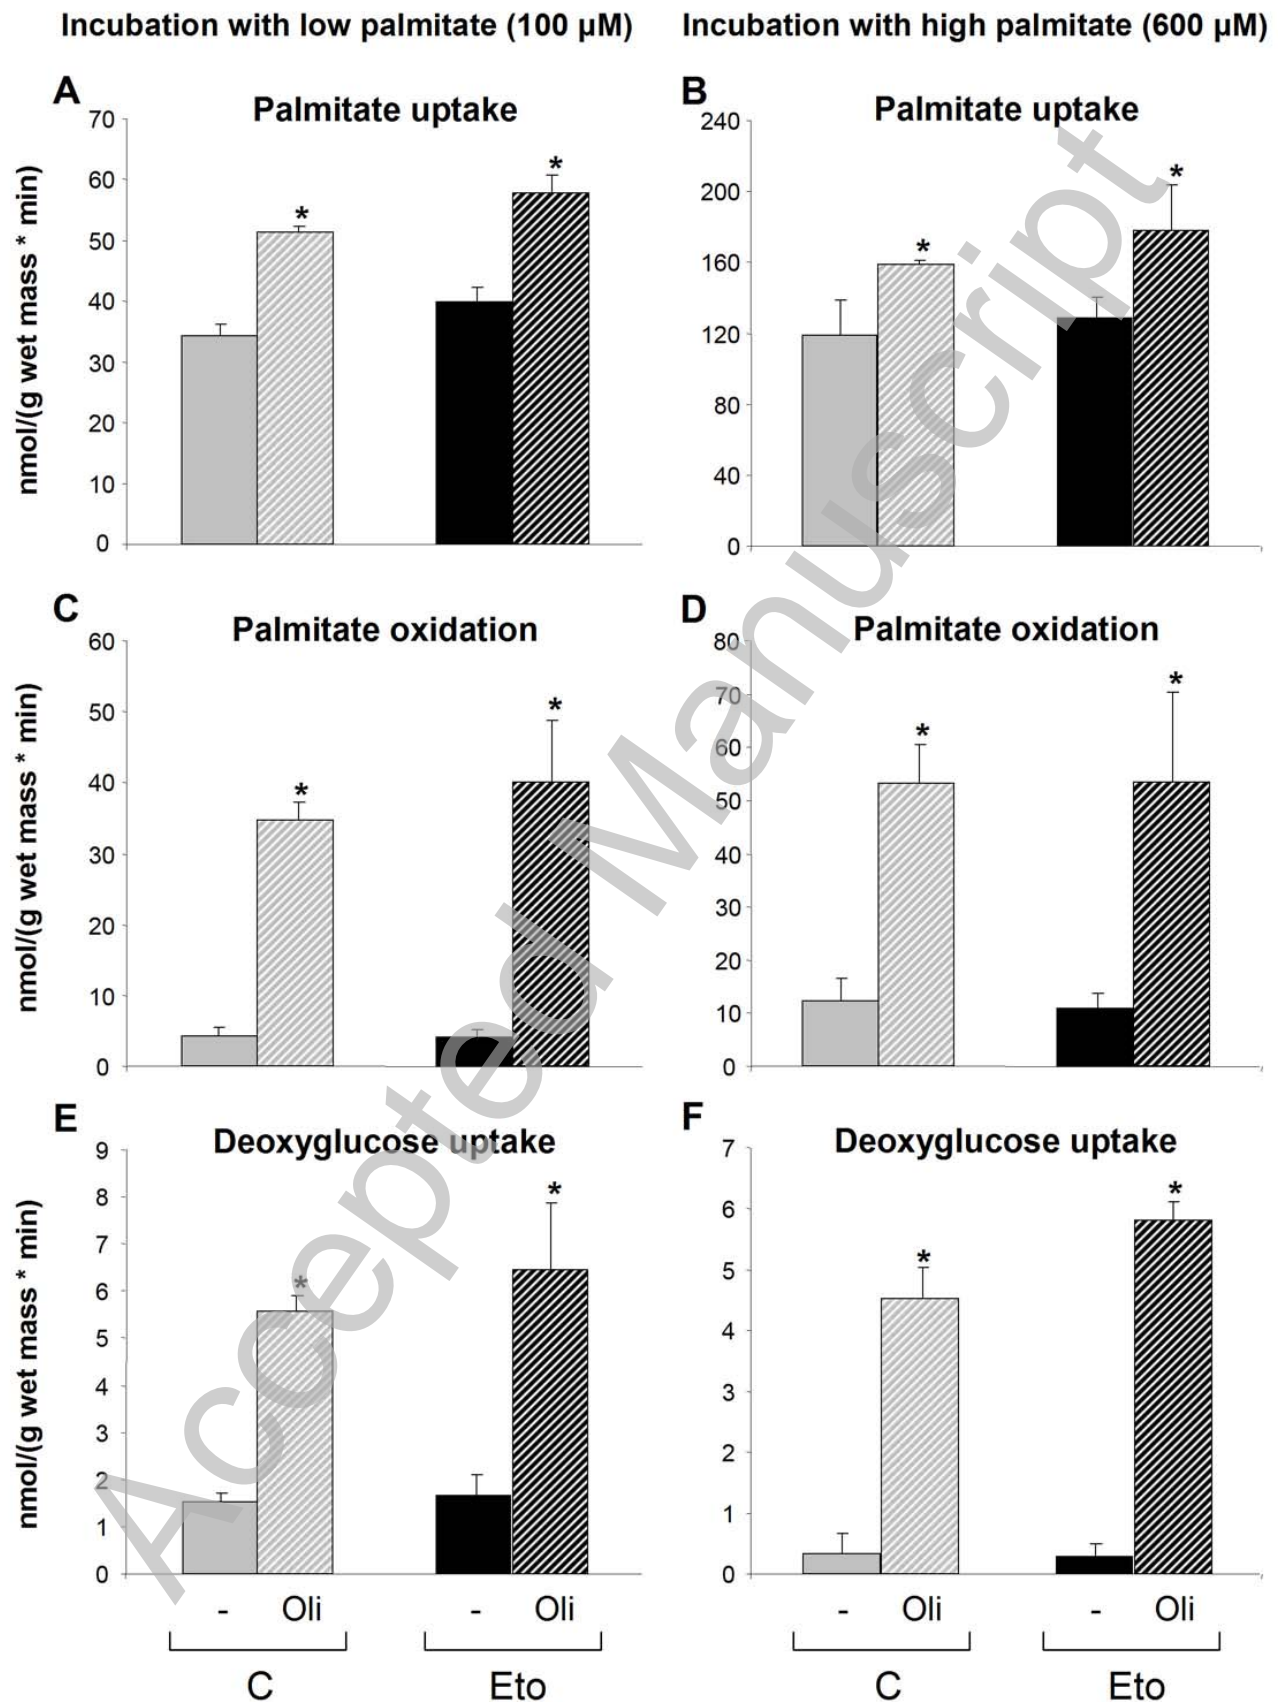 Incubation with low palmitate (100 µM)
Incubation with high palmitate (600 µM)
A
Palmitate uptake
70
60
50
40
30
20
10
0
nmol/(g wet mass * min)
*
*
B
Palmitate uptake
240
200
160
120
80
40
0
*
*
C
Palmitate oxidation
60
50
40
30
20
10
0
nmol/(g wet mass * min)
*
*
D
Palmitate oxidation
80
70
60
50
40
30
20
10
0
*
*
E
Deoxyglucose uptake
9
8
7
6
5
4
3
2
1
0
nmol/(g wet mass * min)
*
*
- Oli - Oli
C Eto
F
Deoxyglucose uptake
7
6
5
4
3
2
1
0
*
*
- Oli - Oli
C Eto
Accepted Manuscript